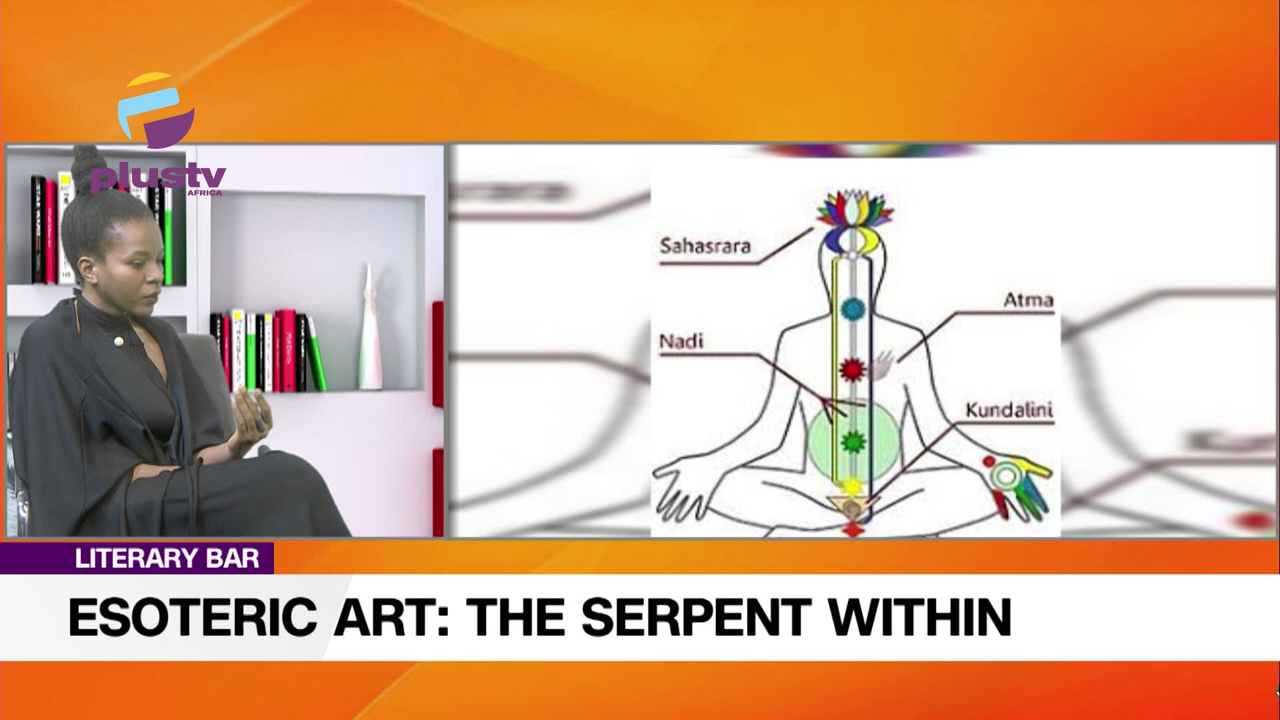 plustv
AFRICA
Sahasrara
Atma
Nadi
Kundalini
LITERARY BAR
ESOTERIC ART: THE SERPENT WITHIN